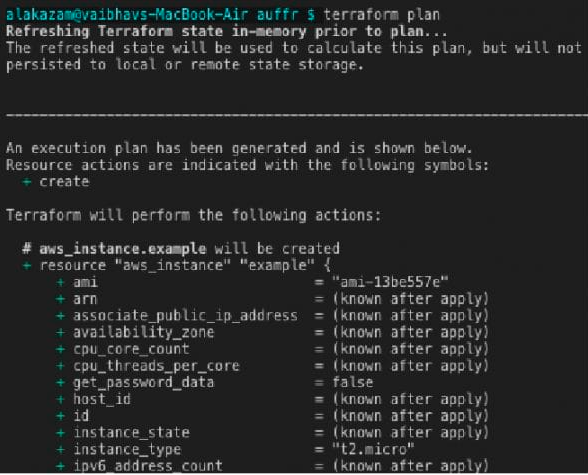 alakazam@vaibhavs-MacBook-Air auffr $ terraform plan
Refreshing Terraform state in-memory prior to plan...
The refreshed state will be used to calculate this plan, but will not
persisted to local or remote state storage.
------------------------------------------------------------------------
An execution plan has been generated and is shown below.
Resource actions are indicated with the following symbols:
+ create
Terraform will perform the following actions:
# aws_instance.example will be created
+ resource "aws_instance" "example" {
+ ami = "ami-13be557e"
+ arn = (known after apply)
+ associate_public_ip_address = (known after apply)
+ availability_zone = (known after apply)
+ cpu_core_count = (known after apply)
+ cpu_threads_per_core = (known after apply)
+ get_password_data = false
+ host_id = (known after apply)
+ id = (known after apply)
+ instance_state = (known after apply)
+ instance_type = "t2.micro"
+ ipv6_address_count = (known after apply)